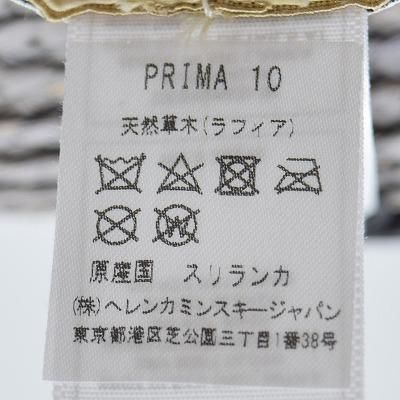 PRIMA 10
天然草木(ラフィア)
原産国 スリランカ
(株)ヘレンカミンスキージャパン
東京都港区芝公園三丁目1番38号